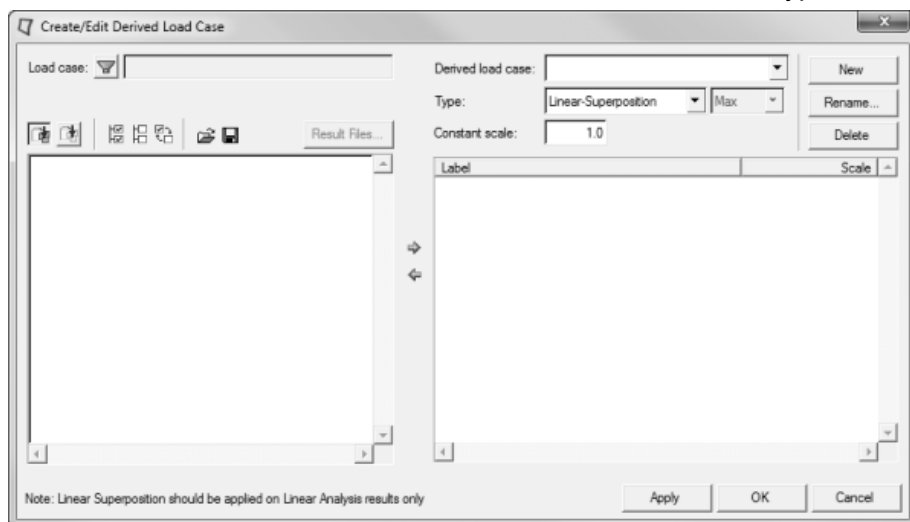 Create/Edit Derived Load Case
Load case:
Derived load case:
New
Type:
Linear-Superposition
Max
Rename...
Result Files...
Constant scale:
1.0
Delete
Label
Scale
Note: Linear Superposition should be applied on Linear Analysis results only
Apply
OK
Cancel